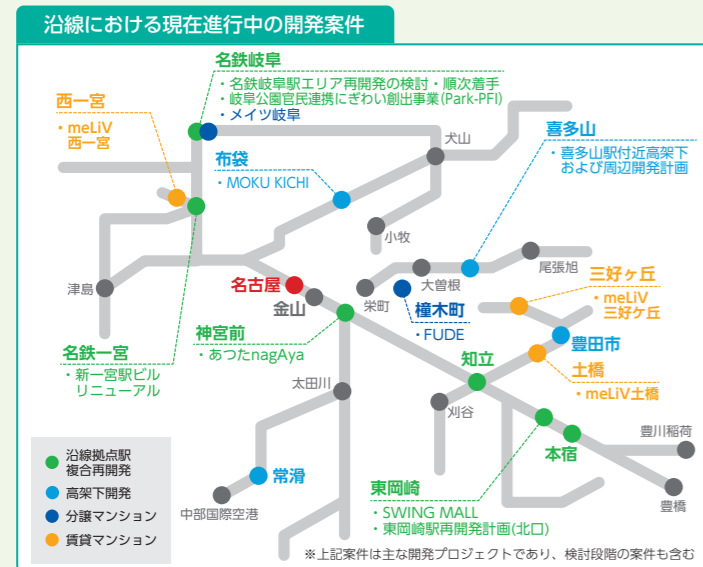 沿線における現在進行中の開発案件
名鉄岐阜
・名鉄岐阜駅エリア再開発の検討・順次着手
・岐阜公園官民連携にぎわい創出事業(Park-PFI)
・メイツ岐阜
西一宮
・meLiV
西一宮
布袋
・MOKU KICHI
犬山
喜多山
・喜多山駅付近高架下
および周辺開発計画
小牧
津島
名古屋
金山
栄町
大曽根
尾張旭
撞木町
・FUDE
三好ヶ丘
・meLiV
三好ケ丘
神宮前
・あつたnagAya
豊田市
名鉄一宮
・新一宮駅ビル
リニューアル
知立
土橋
・meLiV土橋
太田川
刈谷
豊川稲荷
本宿
豊橋
沿線拠点駅
複合再開発
高架下開発
分譲マンション
賃貸マンション
常滑
中部国際空港
東岡崎
・SWING MALL
・東岡崎駅再開発計画(北口)
※上記案件は主な開発プロジェクトであり、検討段階の案件も含む